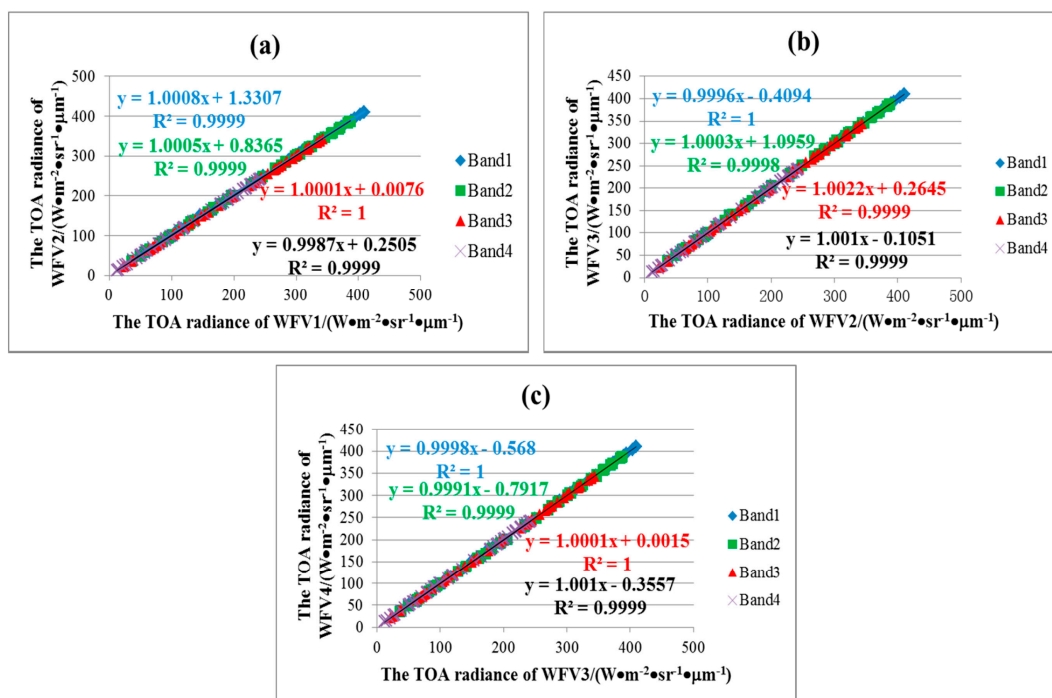 (a)
The TOA radiance of
WFV2/(W●m⁻²●sr⁻¹●μm⁻¹)
500
400
300
200
100
0
y = 1.0008x + 1.3307
R² = 0.9999
y = 1.0005x + 0.8365
R² = 0.9999
y = 1.0001x + 0.0076
R² = 1
y = 0.9987x + 0.2505
R² = 0.9999
Band1
Band2
Band3
Band4
0 100 200 300 400 500
The TOA radiance of WFV1/(W●m⁻²●sr⁻¹●μm⁻¹)
(b)
The TOA radiance of
WFV3/(W●m⁻²●sr⁻¹●μm⁻¹)
450
400
350
300
250
200
150
100
50
0
y = 0.9996x - 0.4094
R² = 1
y = 1.0003x + 1.0959
R² = 0.9998
y = 1.0022x + 0.2645
R² = 0.9999
y = 1.001x - 0.1051
R² = 0.9999
Band1
Band2
Band3
Band4
0 100 200 300 400 500
The TOA radiance of WFV2/(W●m⁻²●sr⁻¹●μm⁻¹)
(c)
The TOA radiance of
WFV4/(W●m⁻²●sr⁻¹●μm⁻¹)
450
400
350
300
250
200
150
100
50
0
y = 0.9998x - 0.568
R² = 1
y = 0.9991x - 0.7917
R² = 0.9999
y = 1.0001x + 0.0015
R² = 1
y = 1.001x - 0.3557
R² = 0.9999
Band1
Band2
Band3
Band4
0 100 200 300 400 500
The TOA radiance of WFV3/(W●m⁻²●sr⁻¹●μm⁻¹)